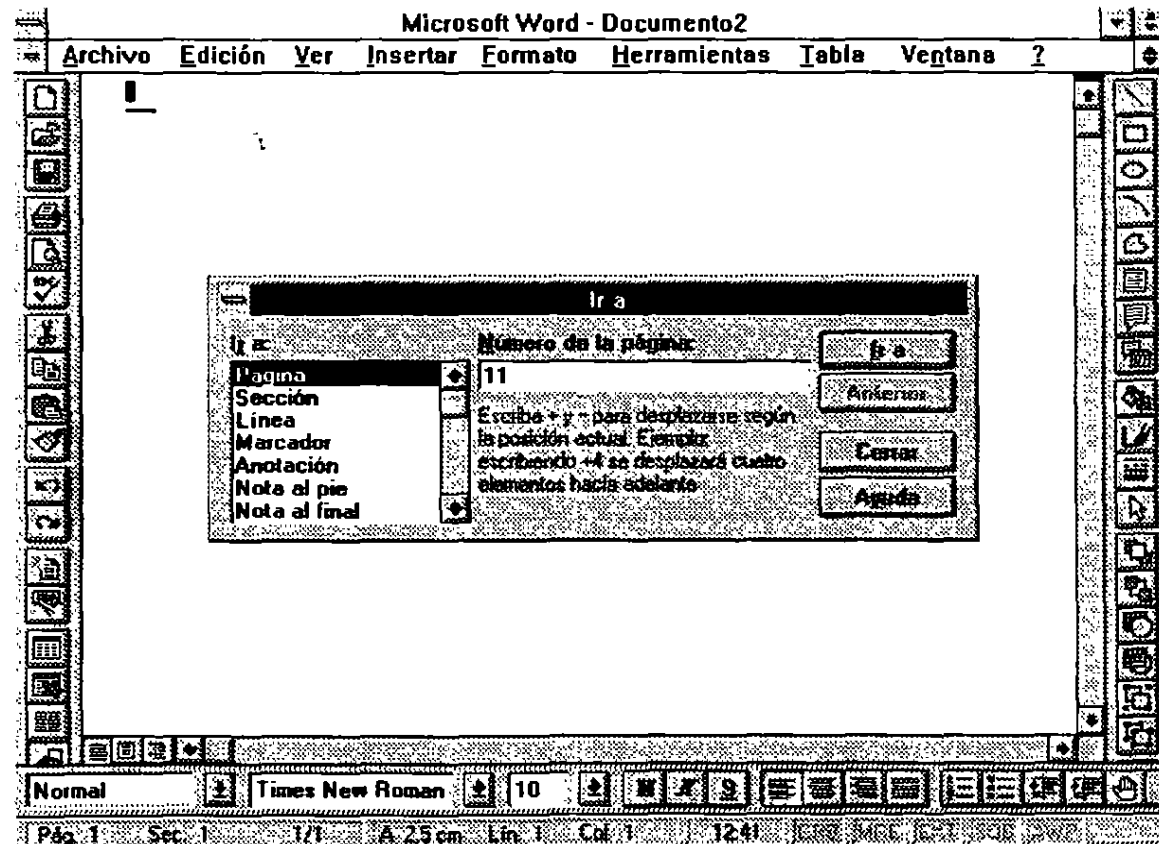 Microsoft Word - Documento2
Archivo Edición Ver Insertar Formato Herramientas Tabla Ventana ?
Ir a
Ir a: Número de la página:
Página 11 Ir a
Sección Anterior
Línea Escriba + y - para desplazarse según
Marcador la posición actual. Ejemplo:
Anotación escribiendo +4 se desplazará cuatro Cerrar
Nota al pie elementos hacia adelante
Nota al final Ayuda
Normal Times New Roman 10 N K S
Pág. 1 Sec. 1 1/1 A 2.5 cm Lín. 1 Col. 1 12:41